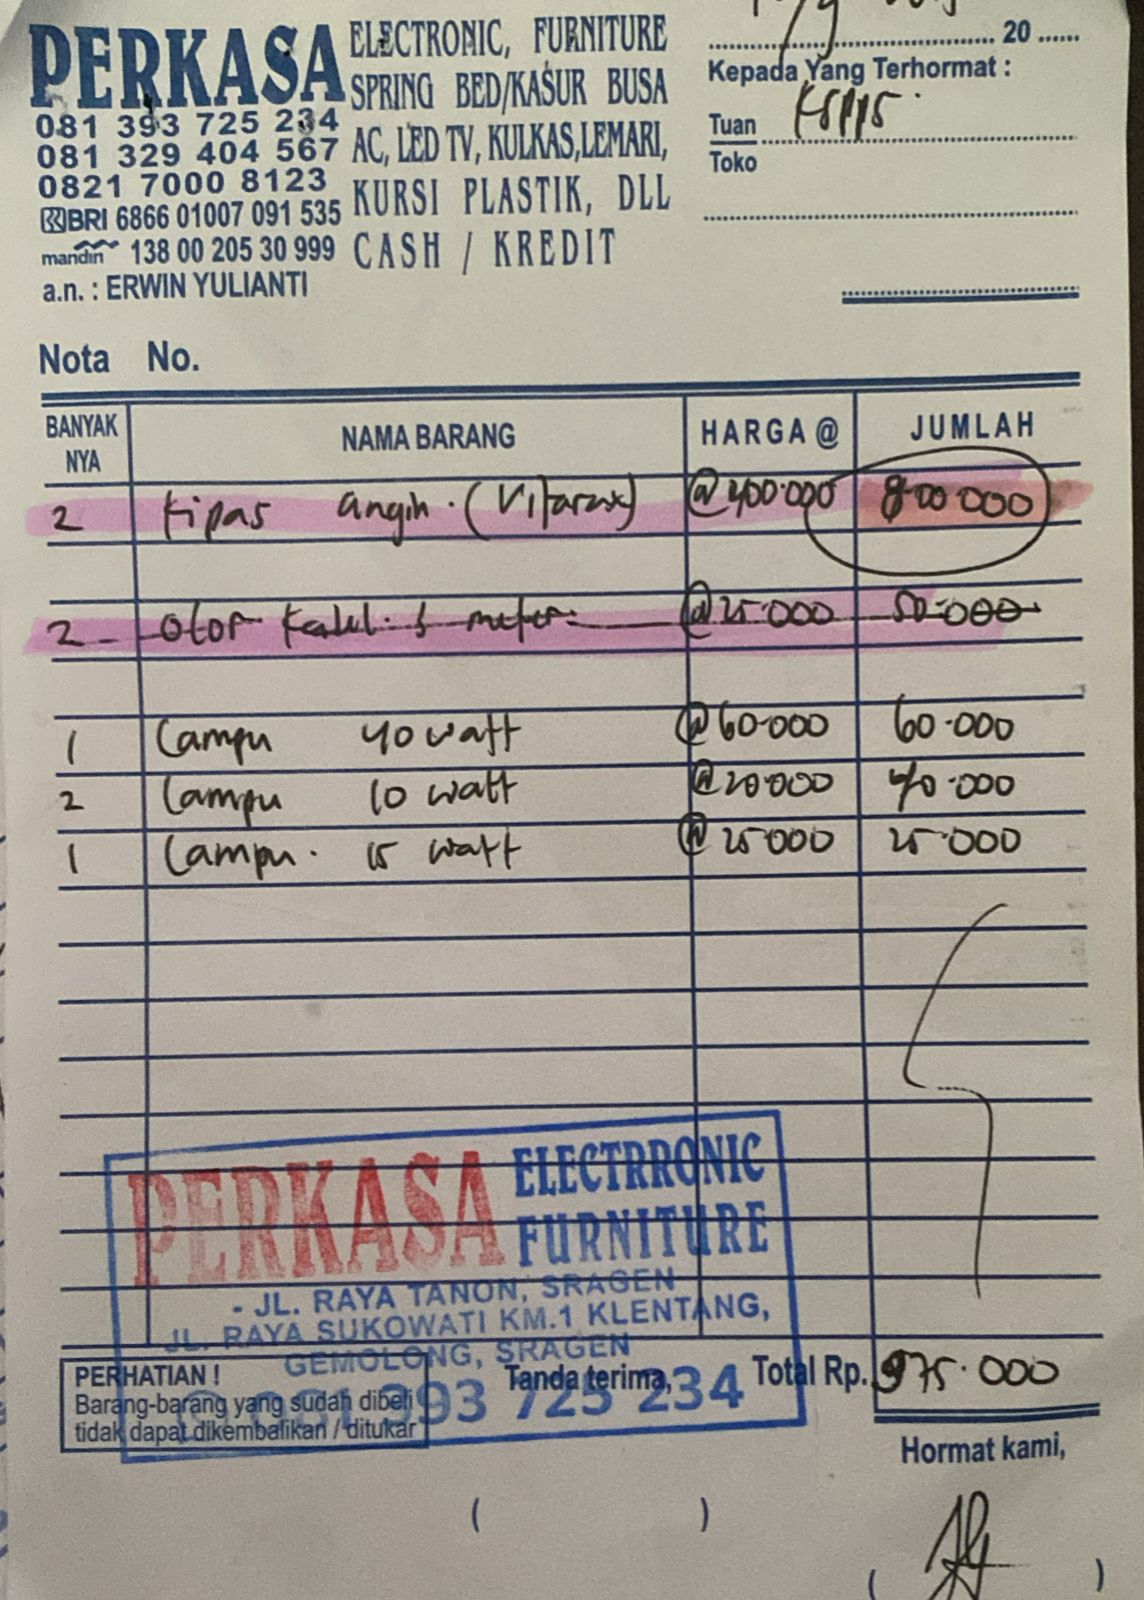 PERKASA
081 393 725 234
081 329 404 567
0821 7000 8123
BRI 6866 01007 091 535
mandiri 138 00 205 30 999
a.n. : ERWIN YULIANTI
ELECTRONIC, FURNITURE
SPRING BED/KASUR BUSA
AC, LED TV, KULKAS,LEMARI,
KURSI PLASTIK, DLL
CASH / KREDIT
20
Kepada Yang Terhormat :
Tuan
Toko
Nota No.
BANYAK NYA NAMA BARANG HARGA @ JUMLAH
2 kipas angin. (Vitarax) @400.000 800.000
2 - otor kabel. 5 meter. @25.000 50.000
1 Lampu 40 watt @60.000 60.000
2 Lampu 10 watt @20.000 40.000
1 Lampu. 15 watt @25.000 25.000
PERKASA ELECTRRONIC
FURNITURE
- JL. RAYA TANON, SRAGEN
JL. RAYA SUKOWATI KM.1 KLENTANG,
GEMOLONG, SRAGEN
081 393 725 234
PERHATIAN !
Barang-barang yang sudah dibeli
tidak dapat dikembalikan / ditukar
Tanda terima,
Total Rp. 975.000
Hormat kami,
( )
( )